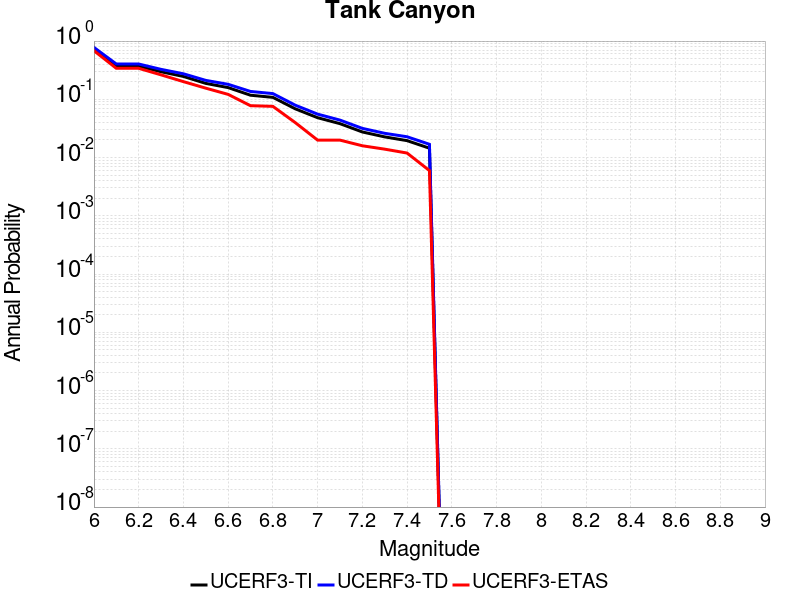 Tank Canyon
Annual Probability
10^0
10^-1
10^-2
10^-3
10^-4
10^-5
10^-6
10^-7
10^-8
6 6.2 6.4 6.6 6.8 7 7.2 7.4 7.6 7.8 8 8.2 8.4 8.6 8.8 9
Magnitude
UCERF3-TI UCERF3-TD UCERF3-ETAS